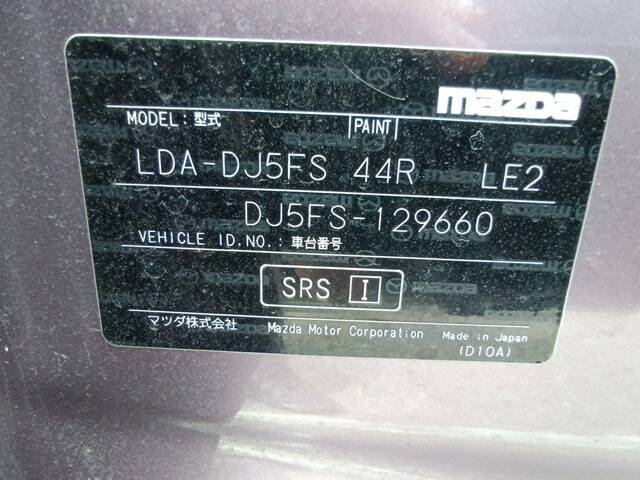 mazda
MODEL:型式 PAINT
LDA-DJ5FS 44R LE2
DJ5FS-129660
VEHICLE ID.NO.:車台番号
SRS I
マツダ株式会社 Mazda Motor Corporation Made in Japan
(D10A)